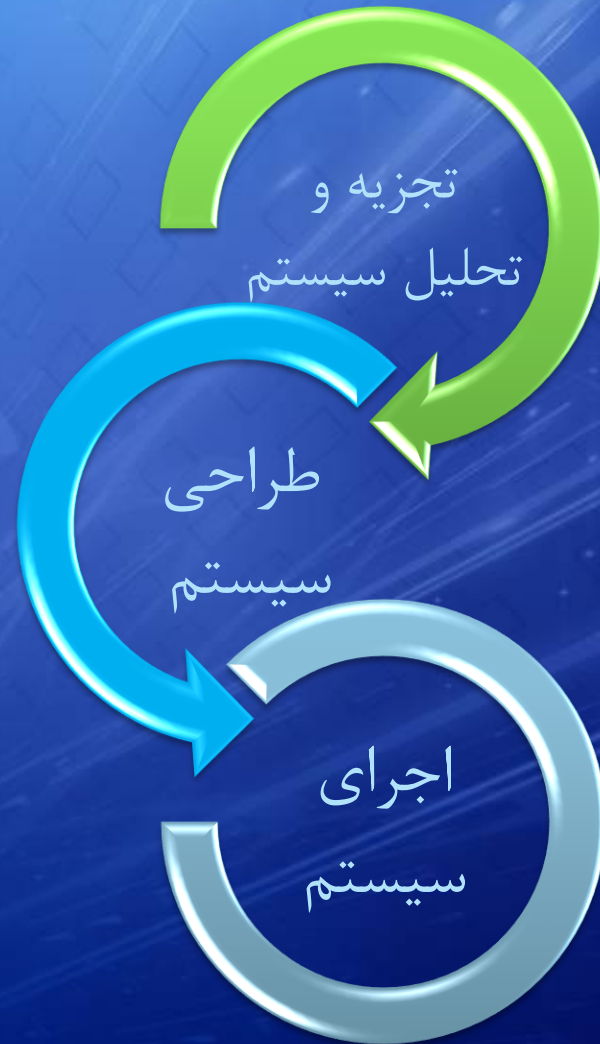 تجزیه و
تحلیل سیستم
طراحی
سیستم
اجرای
سیستم